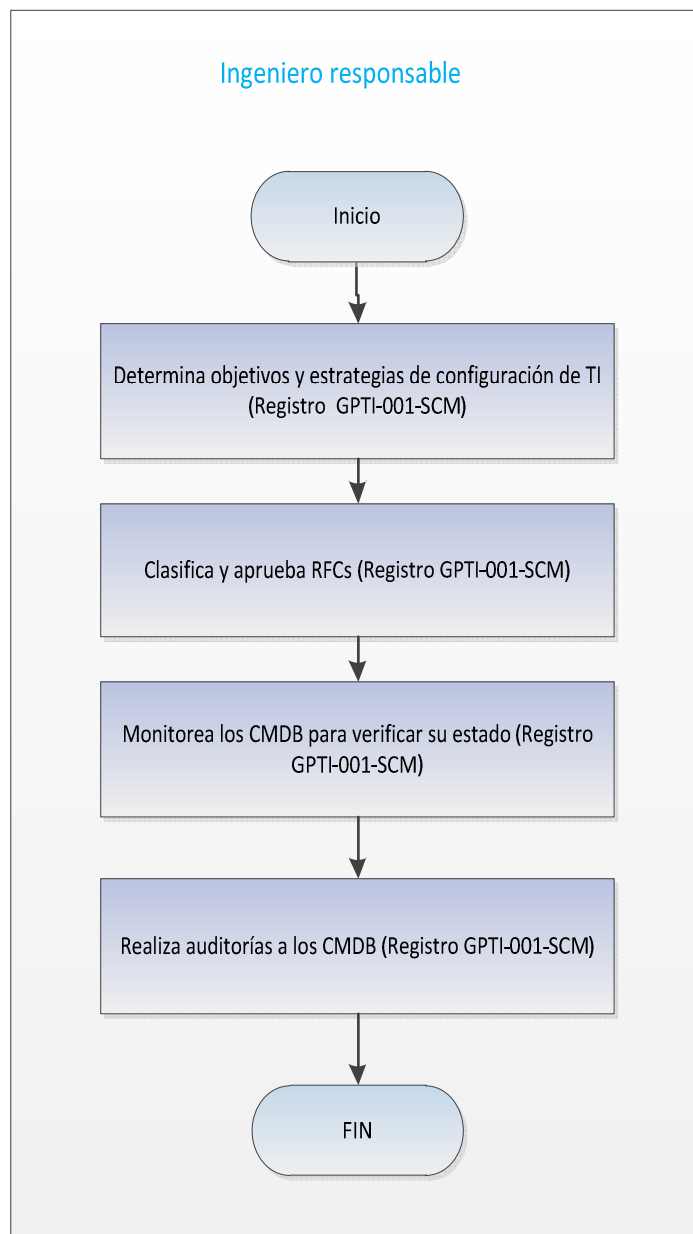 Ingeniero responsable
Inicio
Determina objetivos y estrategias de configuración de TI
(Registro GPTI-001-SCM)
Clasifica y aprueba RFCs (Registro GPTI-001-SCM)
Monitorea los CMDB para verificar su estado (Registro
GPTI-001-SCM)
Realiza auditorías a los CMDB (Registro GPTI-001-SCM)
FIN